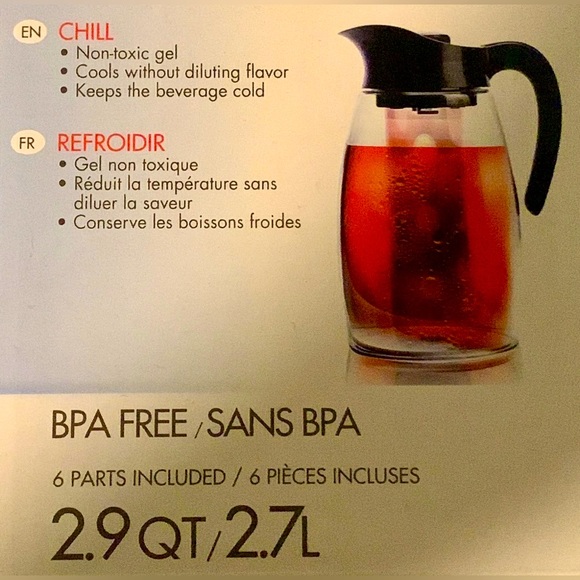 EN CHILL
• Non-toxic gel
• Cools without diluting flavor
• Keeps the beverage cold
FR REFROIDIR
• Gel non toxique
• Réduit la température sans
diluer la saveur
• Conserve les boissons froides
BPA FREE / SANS BPA
6 PARTS INCLUDED / 6 PIÈCES INCLUSES
2.9 QT/2.7L